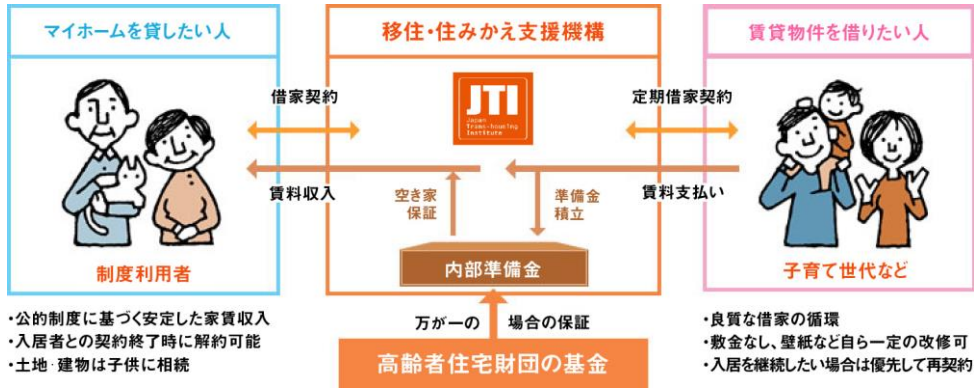 マイホームを貸したい人
移住・住みかえ支援機構
賃貸物件を借りたい人
借家契約
JTI
Japan
Trans-housing
Institute
定期借家契約
賃料収入
空き家
保証
準備金
積立
賃料支払い
制度利用者
内部準備金
子育て世代など
・公的制度に基づく安定した家賃収入
・入居者との契約終了時に解約可能
・土地・建物は子供に相続
万が一の 場合の保証
高齢者住宅財団の基金
・良質な借家の循環
・敷金なし、壁紙など自ら一定の改修可
・入居を継続したい場合は優先して再契約